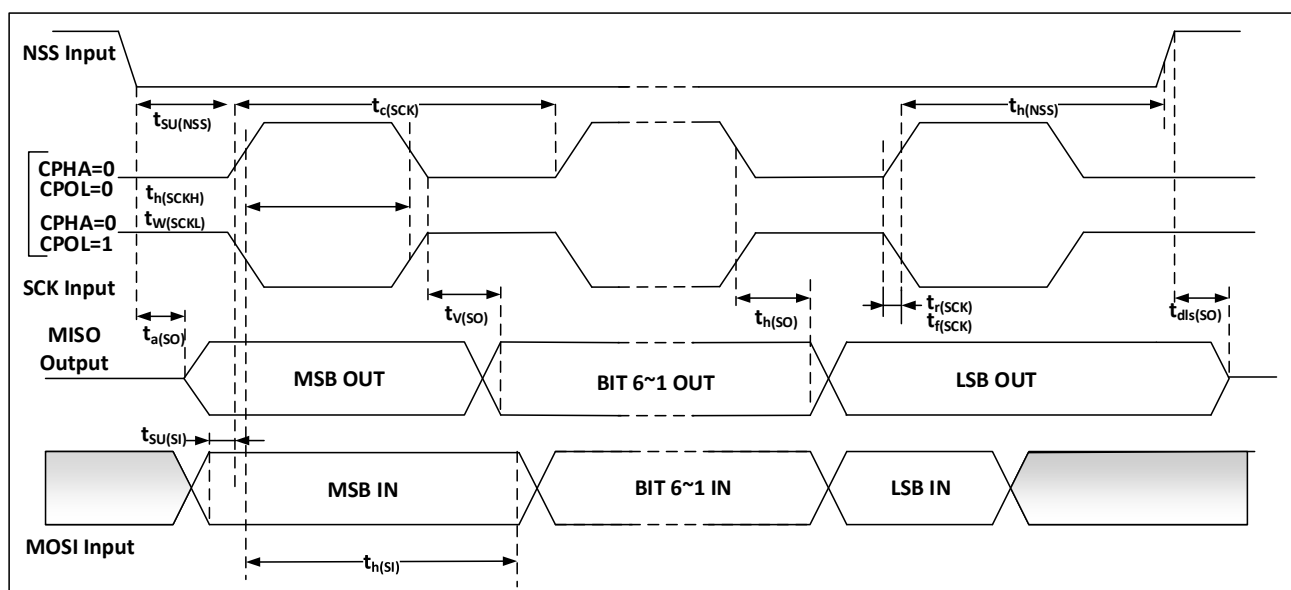 NSS Input
tSU(NSS)
tc(SCK)
th(NSS)
CPHA=0
CPOL=0
th(SCKH)
CPHA=0
CPOL=1
tW(SCKL)
SCK Input
ta(SO)
tV(SO)
th(SO)
tr(SCK)
tf(SCK)
tdis(SO)
MISO
Output
MSB OUT
BIT 6~1 OUT
LSB OUT
tSU(SI)
MSB IN
BIT 6~1 IN
LSB IN
MOSI Input
th(SI)